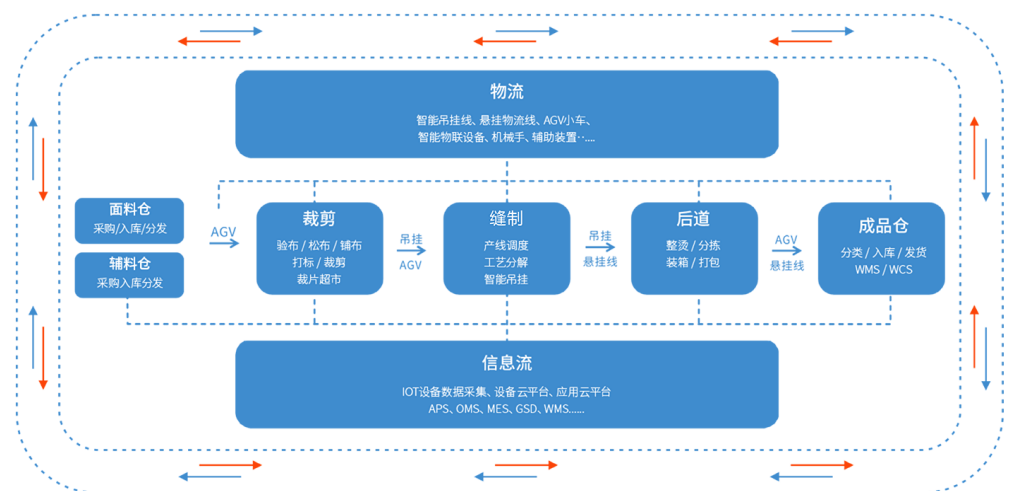 物流
智能吊挂线、悬挂物流线、AGV小车、
智能物联设备、机械手、辅助装置·‥...
面料仓
采购/入库/分发
辅料仓
采购入库分发
AGV
裁剪
验布 / 松布 / 铺布
打标 / 裁剪
裁片超市
吊挂
AGV
缝制
产线调度
工艺分解
智能吊挂
吊挂
悬挂线
后道
整烫 / 分拣
装箱 / 打包
AGV
悬挂线
成品仓
分类 / 入库 / 发货
WMS / WCS
信息流
IOT设备数据采集、设备云平台、应用云平台
APS、OMS、MES、GSD、WMS......